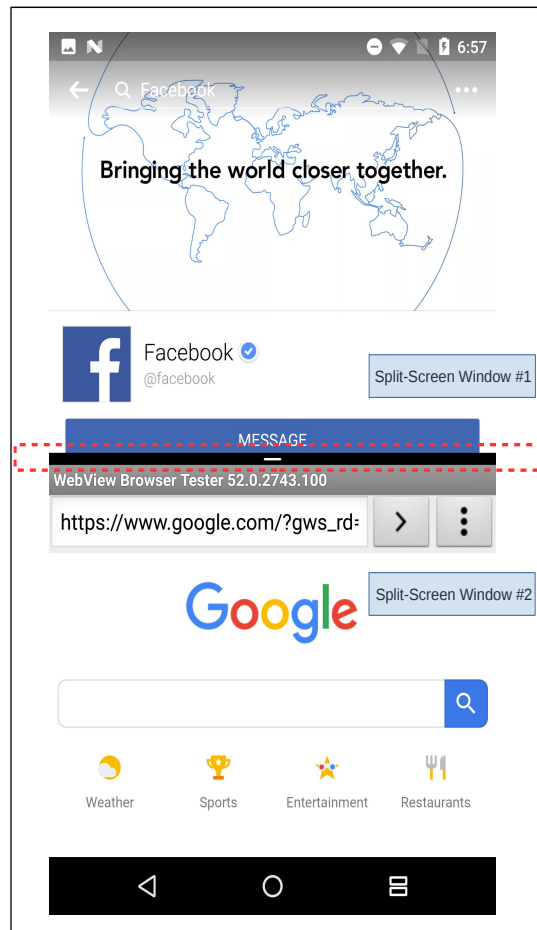 6:57
Facebook
Bringing the world closer together.
Facebook
@facebook
Split-Screen Window #1
MESSAGE
WebView Browser Tester 52.0.2743.100
https://www.google.com/?gws_rd=
Google
Split-Screen Window #2
Weather Sports Entertainment Restaurants